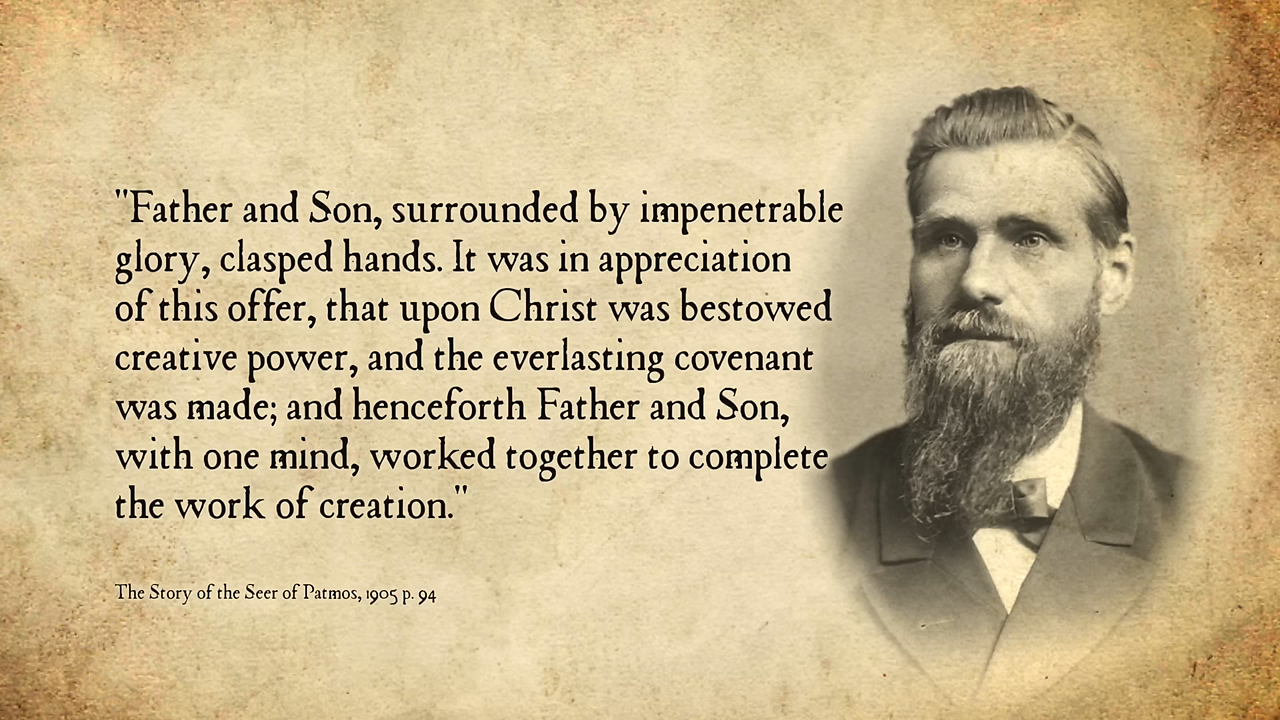 "Father and Son, surrounded by impenetrable
glory, clasped hands. It was in appreciation
of this offer, that upon Christ was bestowed
creative power, and the everlasting covenant
was made; and henceforth Father and Son,
with one mind, worked together to complete
the work of creation."
The Story of the Seer of Patmos, 1905 p. 94